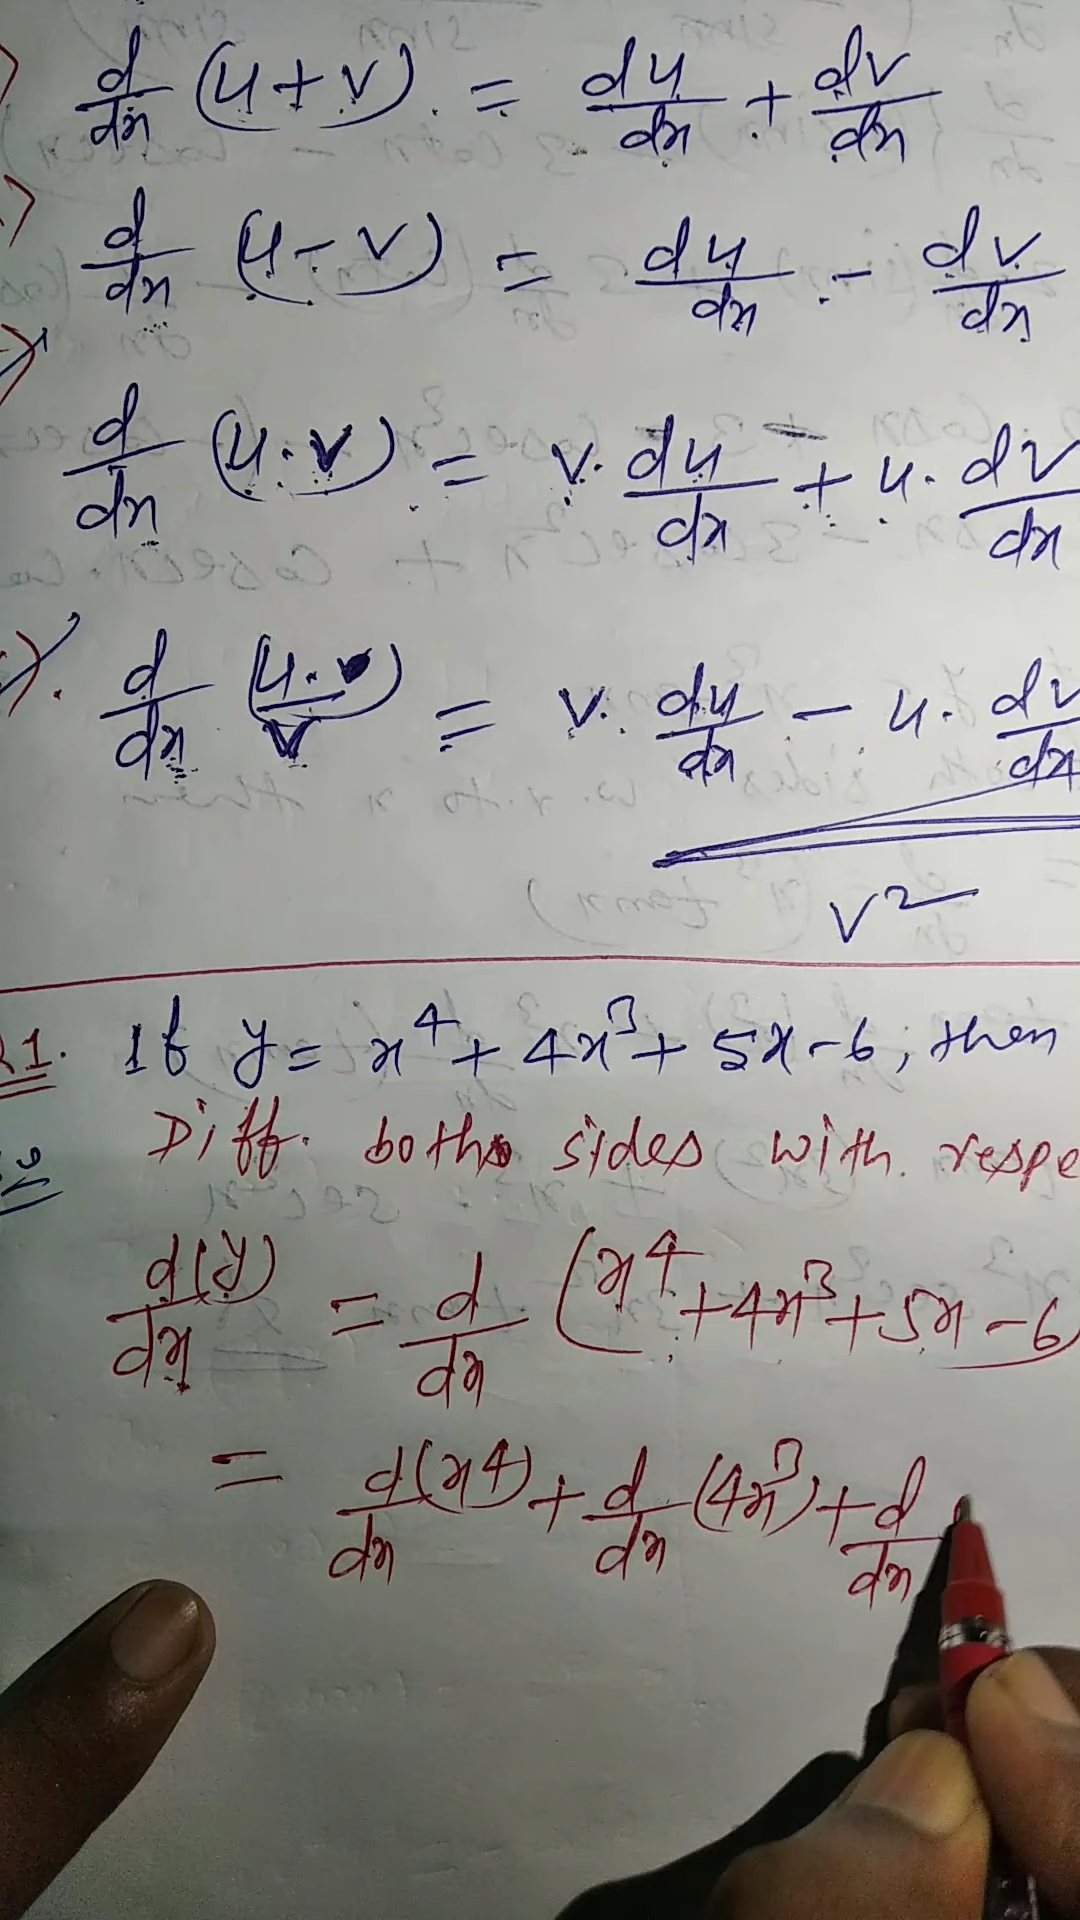 d/dx (u + v) = du/dx + dv/dx
d/dx (u - v) = du/dx - dv/dx
d/dx (u . v) = v. du/dx + u. dv/dx
d/dx (u . /v) = v. du/dx - u. dv/dx
v²
1. If y = x⁴ + 4x³ + 5x - 6, then
Diff. both sides with respe
d(y)/dx = d/dx (x⁴ + 4x³ + 5x - 6)
= d(x⁴)/dx + d/dx (4x³) + d/dx